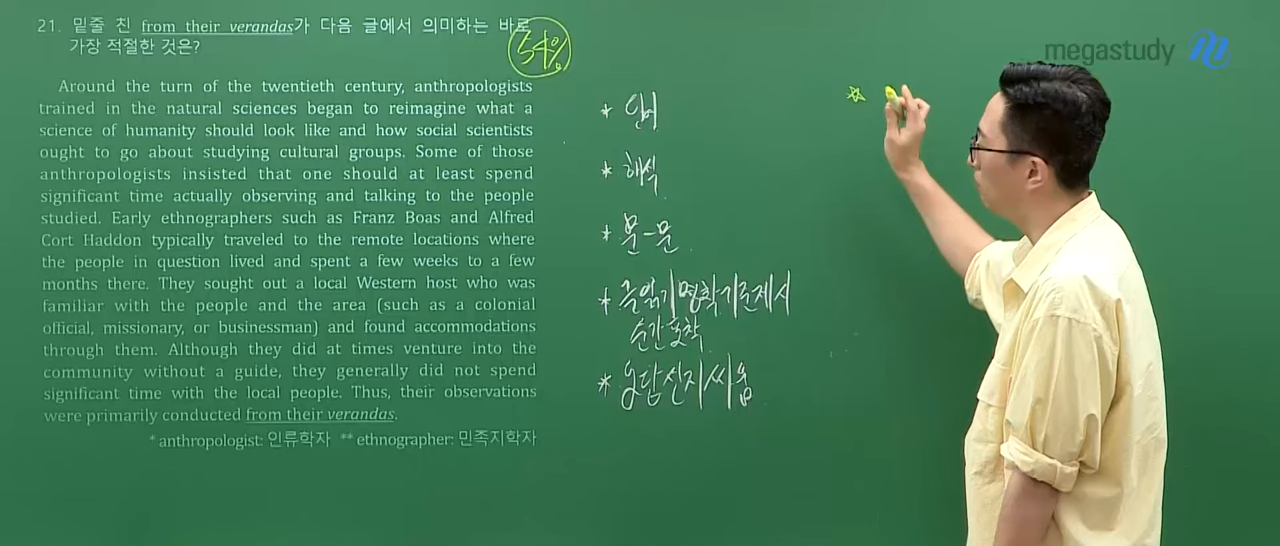 21. 밑줄 친 from their verandas가 다음 글에서 의미하는 바로
가장 적절한 것은?
54%
megastudy
Around the turn of the twentieth century, anthropologists
trained in the natural sciences began to reimagine what a
science of humanity should look like and how social scientists
ought to go about studying cultural groups. Some of those
anthropologists insisted that one should at least spend
significant time actually observing and talking to the people
studied. Early ethnographers such as Franz Boas and Alfred
Cort Haddon typically traveled to the remote locations where
the people in question lived and spent a few weeks to a few
months there. They sought out a local Western host who was
familiar with the people and the area (such as a colonial
official, missionary, or businessman) and found accommodations
through them. Although they did at times venture into the
community without a guide, they generally did not spend
significant time with the local people. Thus, their observations
were primarily conducted from their verandas.
* anthropologist: 인류학자 ** ethnographer: 민족지학자
* 단어
* 해석
* 문-문
* 글읽기명확기준제시
순간포착
* 오답선지싸움